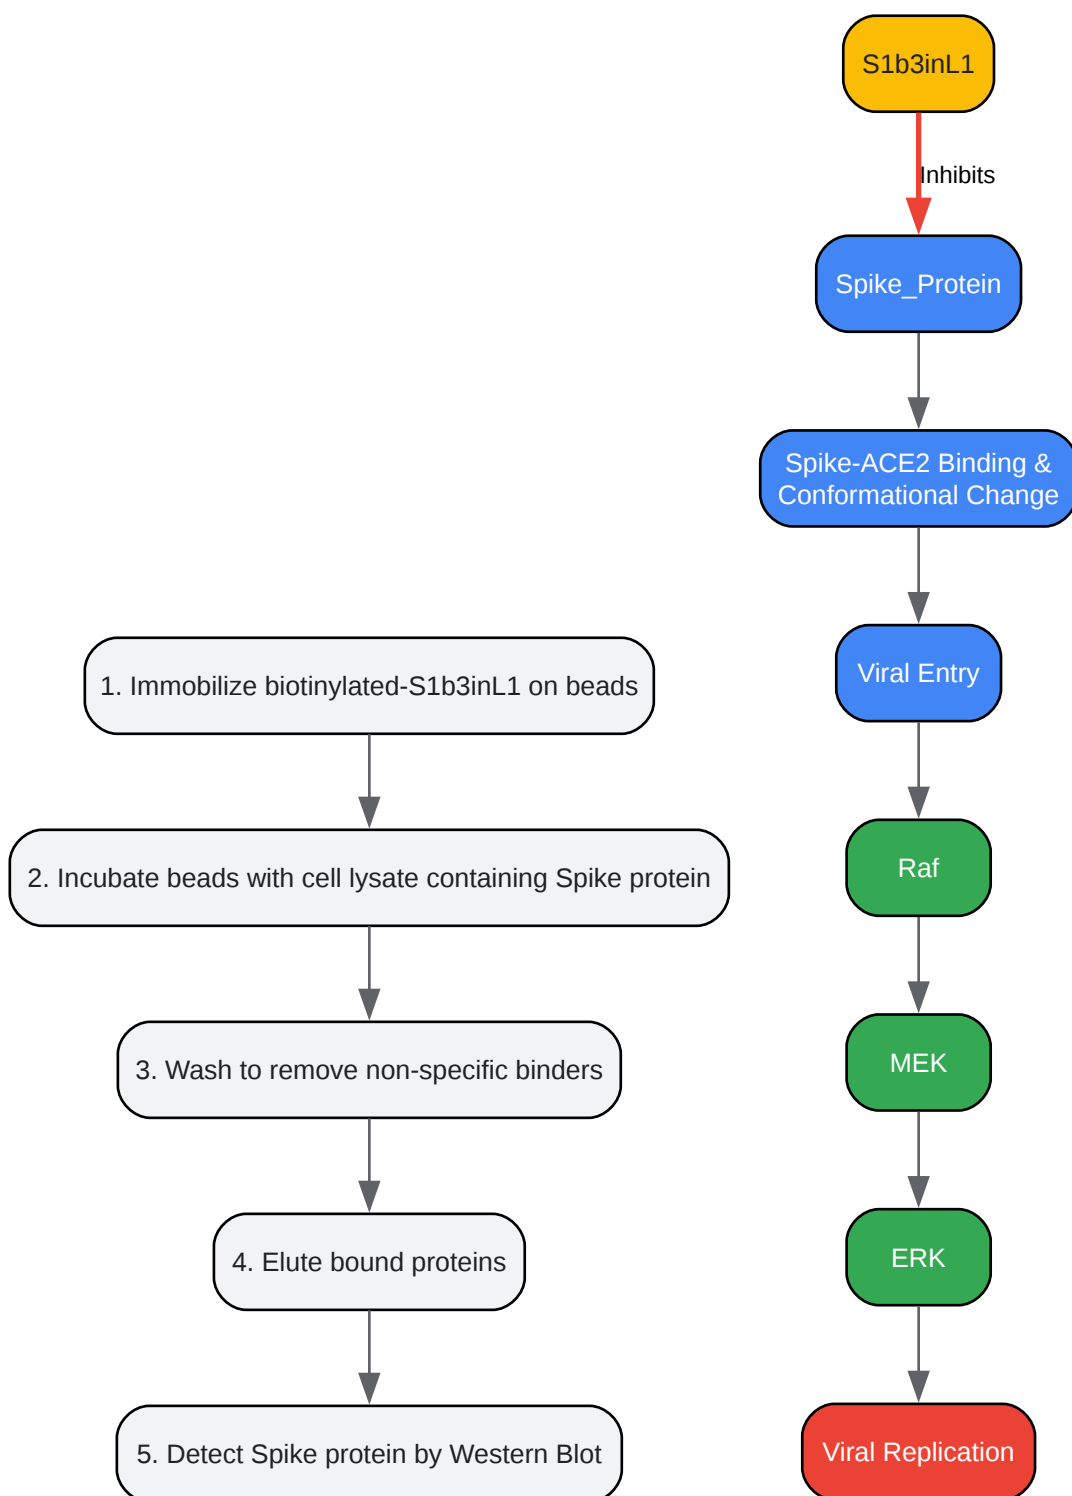 S1b3inL1
Inhibits
Spike_Protein
Spike-ACE2 Binding &
Conformational Change
Viral Entry
Raf
MEK
ERK
Viral Replication
1. Immobilize biotinylated-S1b3inL1 on beads
2. Incubate beads with cell lysate containing Spike protein
3. Wash to remove non-specific binders
4. Elute bound proteins
5. Detect Spike protein by Western Blot